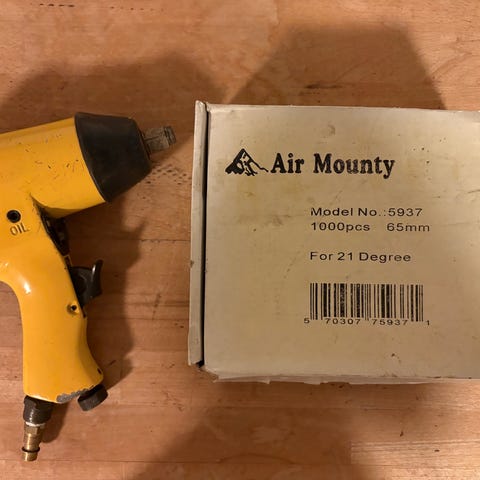 OIL
Air Mounty
Model No.:5937
1000pcs 65mm
For 21 Degree
5 70307 75937 1